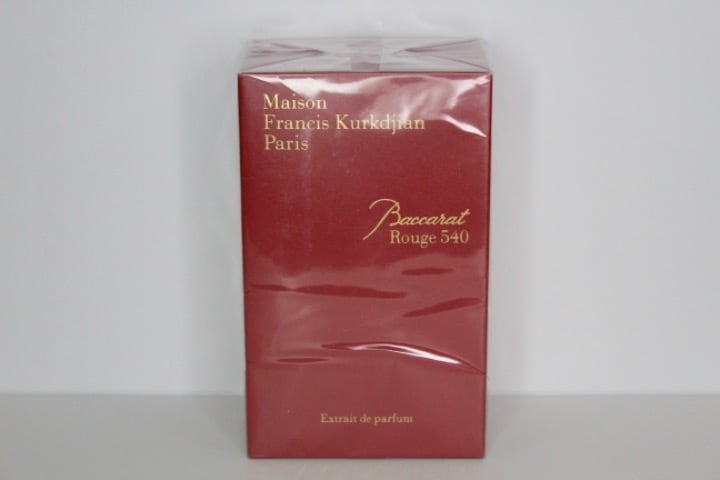 Maison
Francis Kurkdjian
Paris
Baccarat
Rouge 540
Extrait de parfum